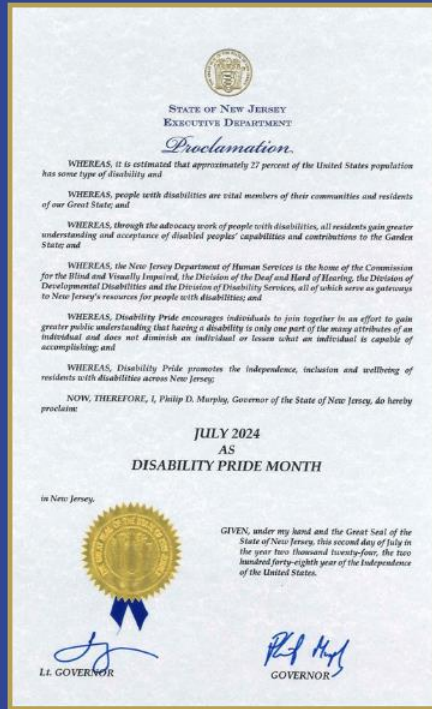 STATE OF NEW JERSEY
EXECUTIVE DEPARTMENT
Proclamation
WHEREAS, it is estimated that approximately 27 percent of the United States population
has some type of disability and
WHEREAS, people with disabilities are vital members of their communities and residents
of our Great State; and
WHEREAS, through the advocacy work of people with disabilities, all residents gain greater
understanding and acceptance of disabled peoples' capabilities and contributions to the Garden
State; and
WHEREAS, the New Jersey Department of Human Services is the home of the Commission
for the Blind and Visually Impaired, the Division of the Deaf and Hard of Hearing, the Division of
Developmental Disabilities and the Division of Disability Services, all of which serve as gateways
to New Jersey's resources for people with disabilities; and
WHEREAS, Disability Pride encourages individuals to join together in an effort to gain
greater public understanding that having a disability is only one part of the many attributes of an
individual and does not diminish an individual or lessen what an individual is capable of
accomplishing; and
WHEREAS, Disability Pride promotes the independence, inclusion and wellbeing of
residents with disabilities across New Jersey;
NOW, THEREFORE, I, Philip D. Murphy, Governor of the State of New Jersey, do hereby
proclaim:
JULY 2024
AS
DISABILITY PRIDE MONTH
in New Jersey.
GIVEN, under my hand and the Great Seal of the
State of New Jersey, this second day of July in
the year two thousand twenty-four, the two
hundred forty-eighth year of the Independence
of the United States.
Lt. GOVERNOR
GOVERNOR